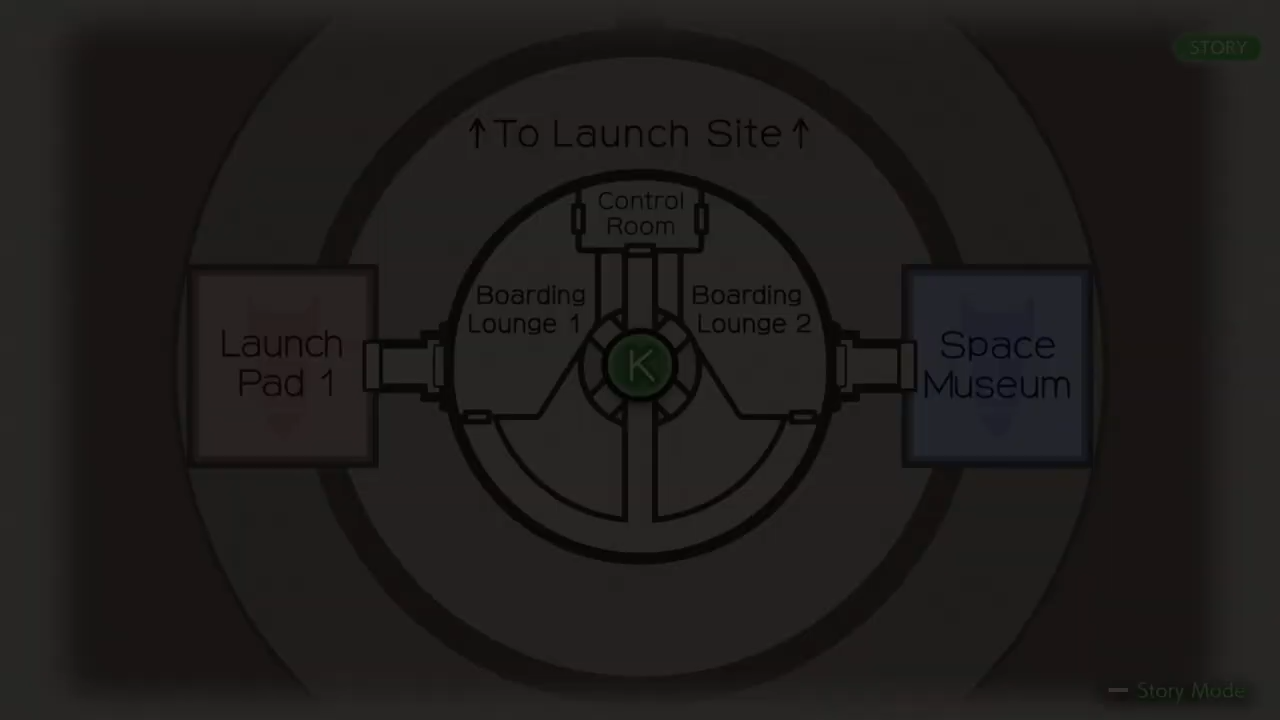 STORY
↑To Launch Site↑
Control
Room
Boarding
Lounge 1
Boarding
Lounge 2
Launch
Pad 1
K
Space
Museum
Story Mode